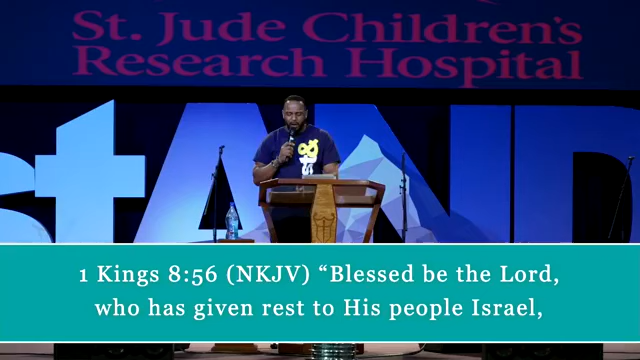 St. Jude Children's
Research Hospital
stAND
1 Kings 8:56 (NKJV) “Blessed be the Lord,
who has given rest to His people Israel,